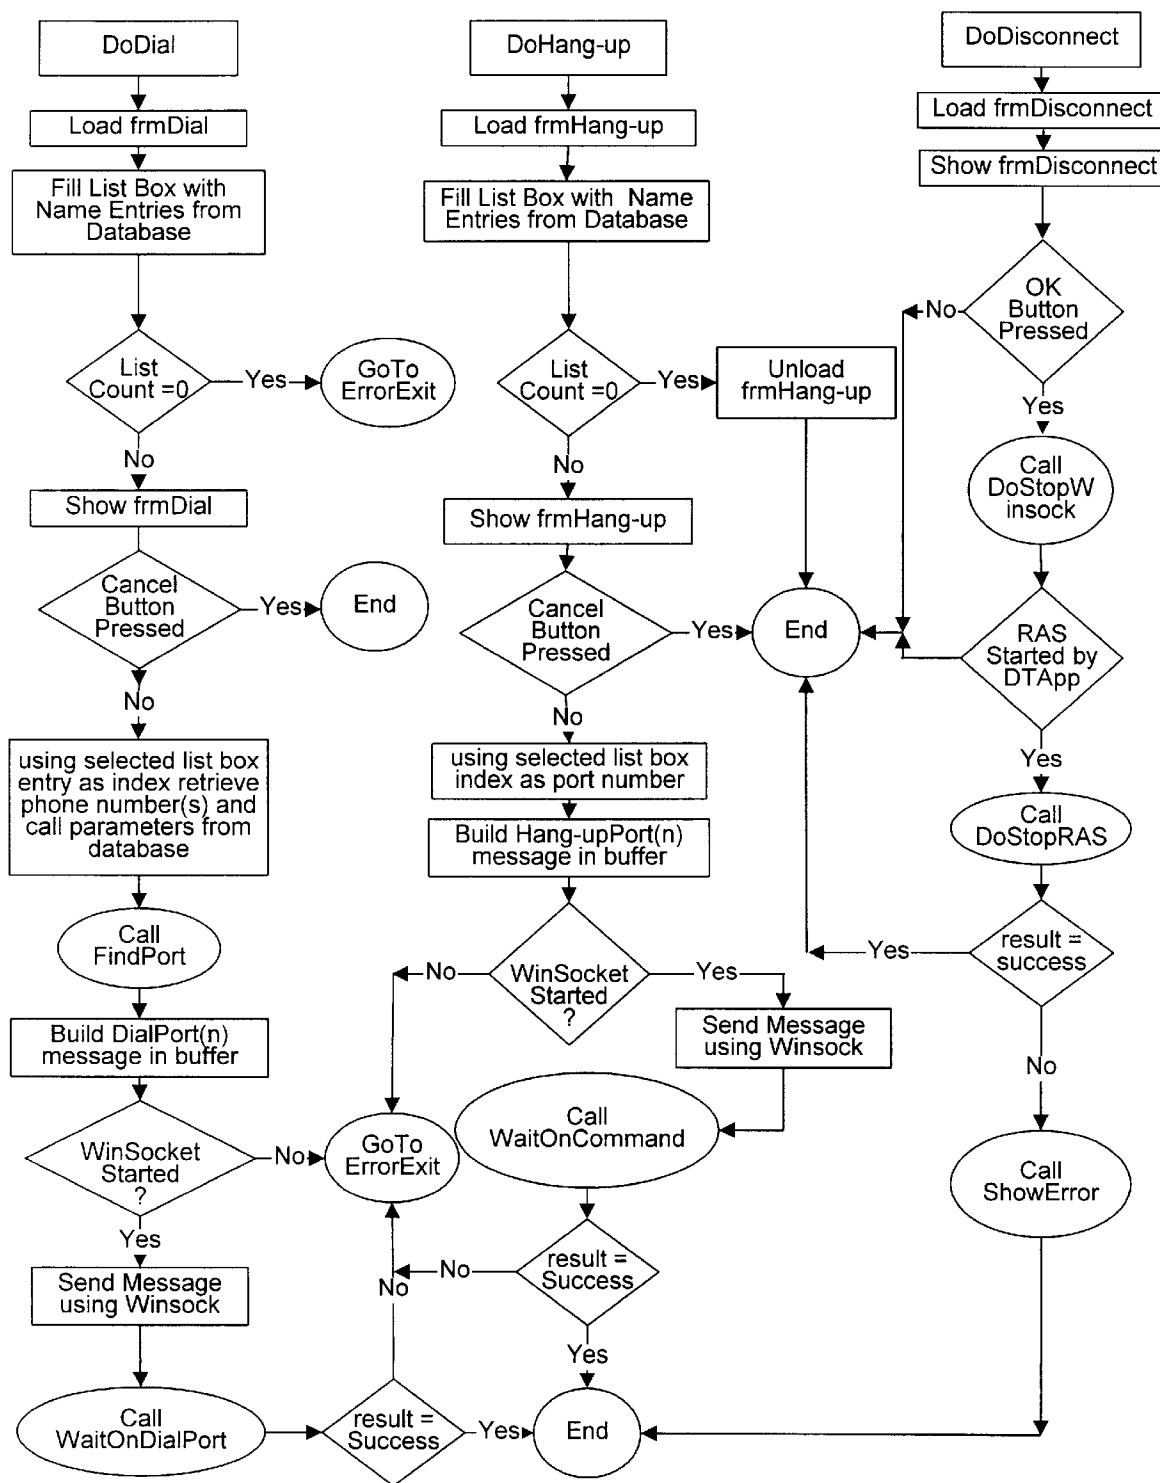 DoDial
Load frmDial
Fill List Box with
Name Entries from
Database
List
Count =0
Yes
GoTo
ErrorExit
No
Show frmDial
Cancel
Button
Pressed
Yes
End
No
using selected list box
entry as index retrieve
phone number(s) and
call parameters from
database
Call
FindPort
Build DialPort(n)
message in buffer
WinSocket
Started
?
No
GoTo
ErrorExit
Yes
Send Message
using Winsock
Call
WaitOnDialPort
result =
Success
No
Yes
End
DoHang-up
Load frmHang-up
Fill List Box with Name
Entries from Database
List
Count =0
Yes
Unload
frmHang-up
No
Show frmHang-up
Cancel
Button
Pressed
Yes
End
No
using selected list box
index as port number
Build Hang-upPort(n)
message in buffer
WinSocket
Started
?
No
Yes
Send Message
using Winsock
Call
WaitOnCommand
result =
Success
No
Yes
DoDisconnect
Load frmDisconnect
Show frmDisconnect
OK
Button
Pressed
No
Yes
Call
DoStopW
insock
RAS
Started by
DTApp
Yes
Call
DoStopRAS
result =
success
Yes
No
Call
ShowError